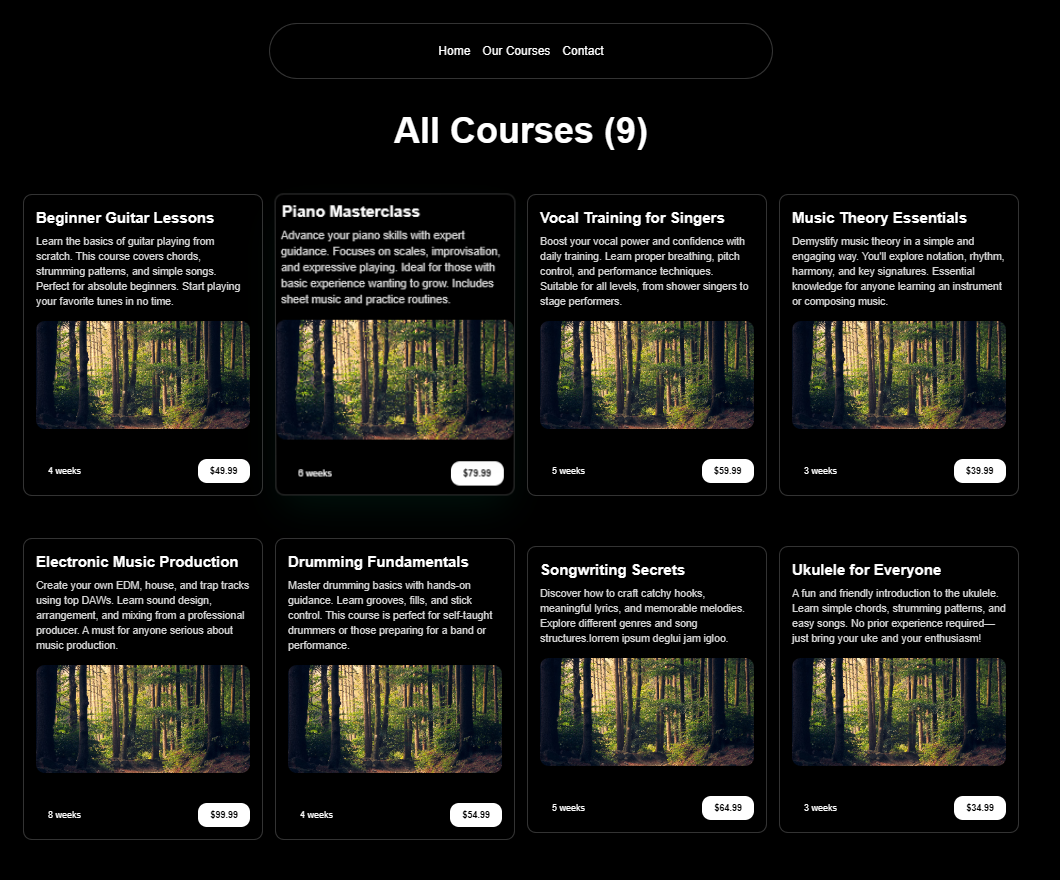 Home Our Courses Contact
All Courses (9)
Beginner Guitar Lessons
Learn the basics of guitar playing from
scratch. This course covers chords,
strumming patterns, and simple songs.
Perfect for absolute beginners. Start playing
your favorite tunes in no time.
4 weeks $49.99
Piano Masterclass
Advance your piano skills with expert
guidance. Focuses on scales, improvisation,
and expressive playing. Ideal for those with
basic experience wanting to grow. Includes
sheet music and practice routines.
6 weeks $79.99
Vocal Training for Singers
Boost your vocal power and confidence with
daily training. Learn proper breathing, pitch
control, and performance techniques.
Suitable for all levels, from shower singers to
stage performers.
5 weeks $59.99
Music Theory Essentials
Demystify music theory in a simple and
engaging way. You'll explore notation, rhythm,
harmony, and key signatures. Essential
knowledge for anyone learning an instrument
or composing music.
3 weeks $39.99
Electronic Music Production
Create your own EDM, house, and trap tracks
using top DAWs. Learn sound design,
arrangement, and mixing from a professional
producer. A must for anyone serious about
music production.
8 weeks $99.99
Drumming Fundamentals
Master drumming basics with hands-on
guidance. Learn grooves, fills, and stick
control. This course is perfect for self-taught
drummers or those preparing for a band or
performance.
4 weeks $54.99
Songwriting Secrets
Discover how to craft catchy hooks,
meaningful lyrics, and memorable melodies.
Explore different genres and song
structures.lorrem ipsum deglui jam igloo.
5 weeks $64.99
Ukulele for Everyone
A fun and friendly introduction to the ukulele.
Learn simple chords, strumming patterns, and
easy songs. No prior experience required—
just bring your uke and your enthusiasm!
3 weeks $34.99